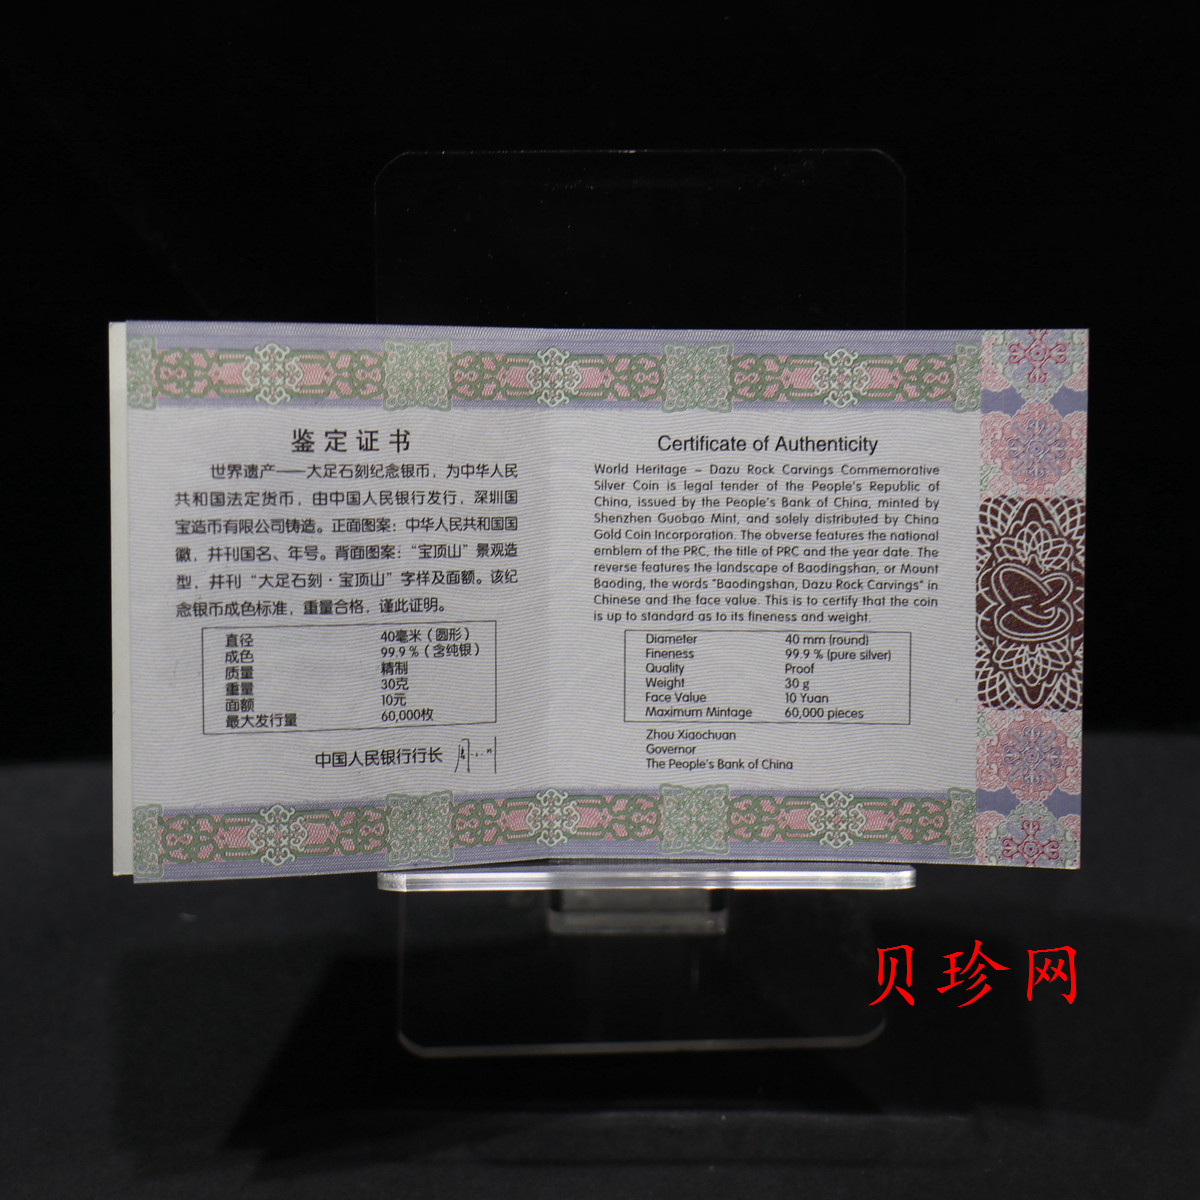 鉴定证书
世界遗产——大足石刻纪念银币，为中华人民
共和国法定货币，由中国人民银行发行，深圳国
宝造币有限公司铸造。正面图案：中华人民共和国国
徽，并刊国名、年号。背面图案：“宝顶山”景观造
型，并刊“大足石刻·宝顶山”字样及面额。该纪
念银币成色标准，重量合格，谨此证明。
直径 40毫米（圆形）
成色 99.9％（含纯银）
质量 精制
重量 30克
面额 10元
最大发行量 60,000枚
中国人民银行行长
Certificate of Authenticity
World Heritage – Dazu Rock Carvings Commemorative
Silver Coin is legal tender of the People's Republic of
China, issued by the People's Bank of China, minted by
Shenzhen Guobao Mint, and solely distributed by China
Gold Coin Incorporation. The obverse features the national
emblem of the PRC, the title of PRC and the year date. The
reverse features the landscape of Baodingshan, or Mount
Baoding, the words "Baodingshan, Dazu Rock Carvings" in
Chinese and the face value. This is to certify that the coin
is up to standard as to its fineness and weight.
Diameter 40 mm (round)
Fineness 99.9 % (pure silver)
Quality Proof
Weight 30 g
Face Value 10 Yuan
Maximum Mintage 60,000 pieces
Zhou Xiaochuan
Governor
The People's Bank of China
贝珍网